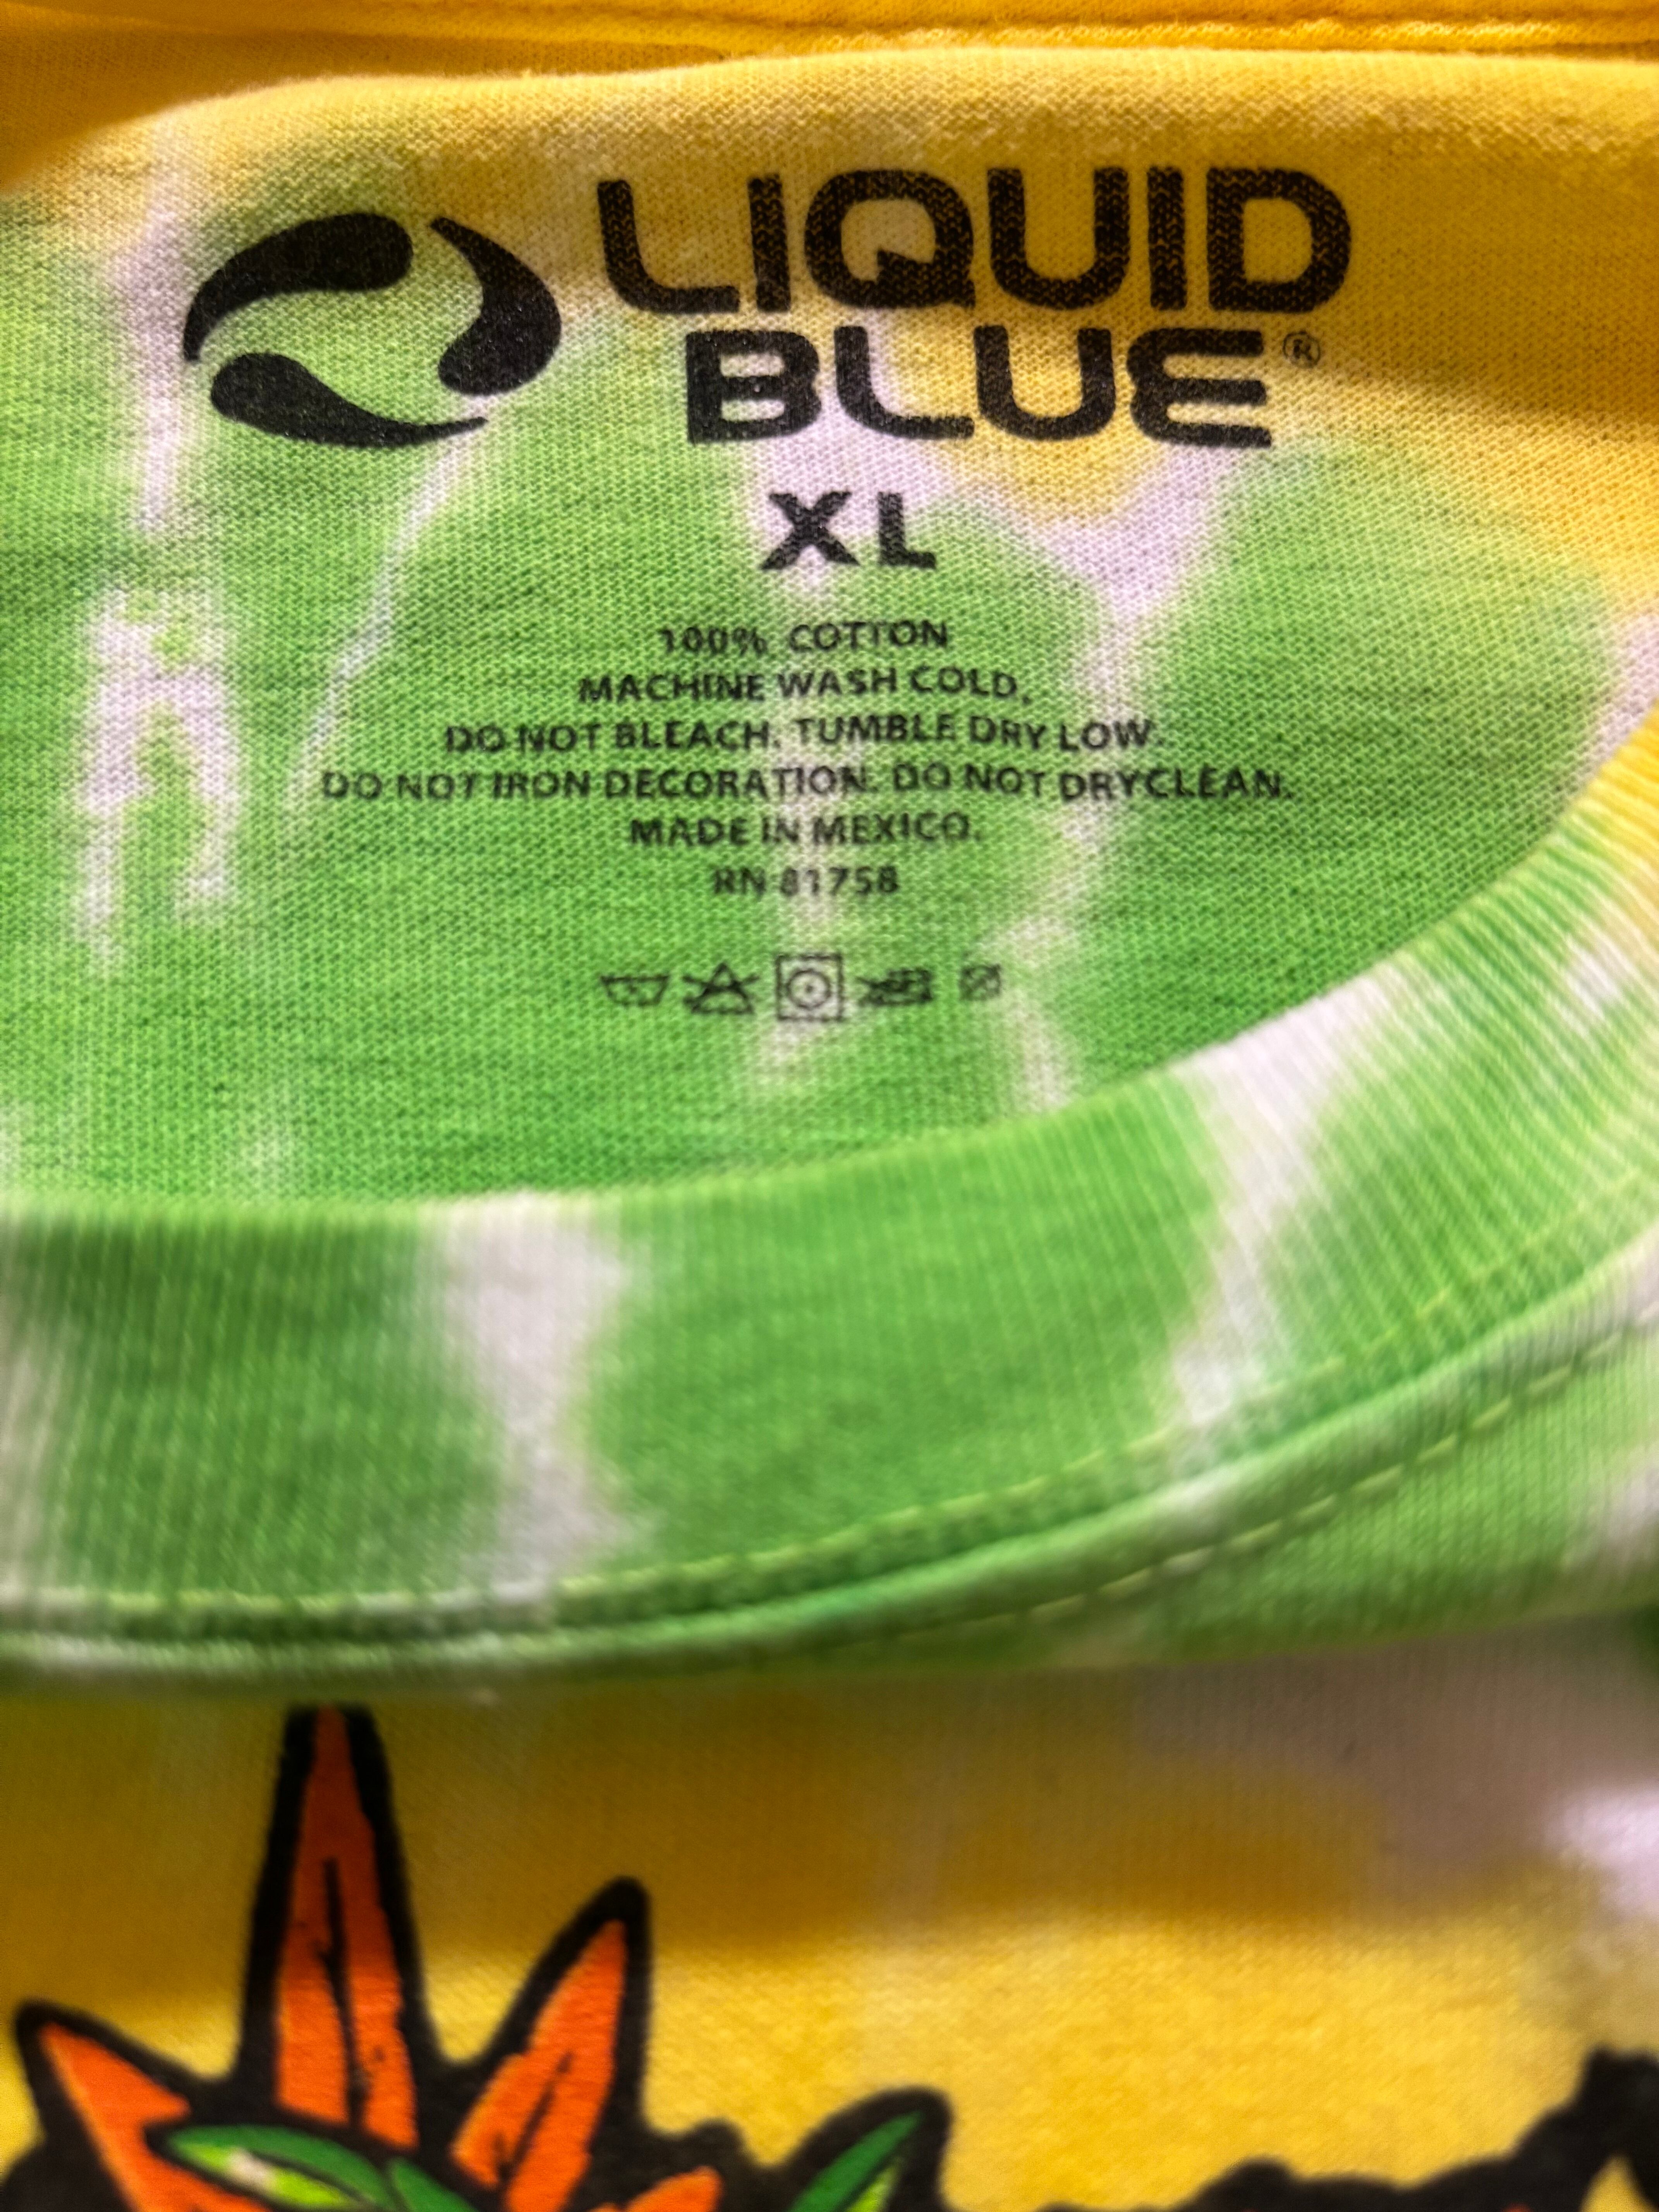 LIQUID
BLUE®
XL
100% COTTON
MACHINE WASH COLD.
DO NOT BLEACH. TUMBLE DRY LOW.
DO NOT IRON DECORATION. DO NOT DRYCLEAN.
MADE IN MEXICO.
RN 81758